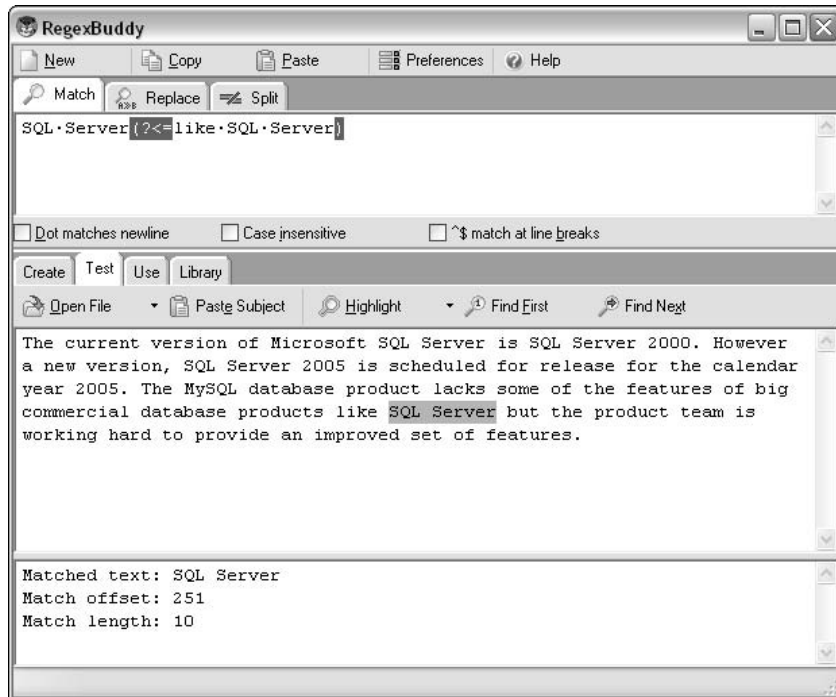 RegexBuddy
New Copy Paste Preferences Help
Match Replace Split
SQL·Server(?<=like·SQL·Server)
Dot matches newline Case insensitive ^$ match at line breaks
Create Test Use Library
Open File Paste Subject Highlight Find First Find Next
The current version of Microsoft SQL Server is SQL Server 2000. However
a new version, SQL Server 2005 is scheduled for release for the calendar
year 2005. The MySQL database product lacks some of the features of big
commercial database products like SQL Server but the product team is
working hard to provide an improved set of features.
Matched text: SQL Server
Match offset: 251
Match length: 10